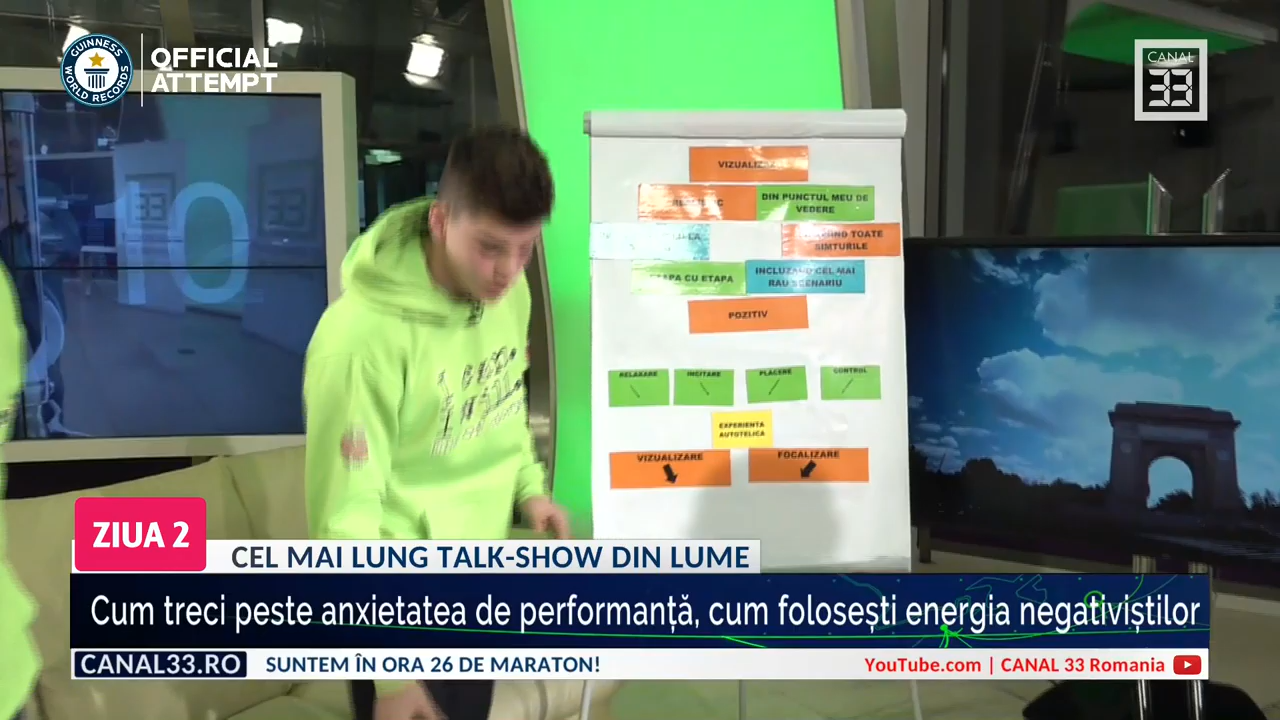 GUINNESS
WORLD RECORDS
OFFICIAL
ATTEMPT
CANAL
33
10
DIN PUNCTUL MEU DE
VEDERE
TOATE
SIMTURILE
CU ETAPA
CEL MAI
RAU SCENARIU
POZITIV
RELAXARE
INCITARE
PLACERE
CONTROL
EXPERIENTA
AUTOTELICA
VIZUALIZARE
FOCALIZARE
ZIUA 2
CEL MAI LUNG TALK-SHOW DIN LUME
Cum treci peste anxietatea de performanță, cum folosești energia negativiștilor
CANAL33.RO
SUNTEM ÎN ORA 26 DE MARATON!
YouTube.com | CANAL 33 Romania